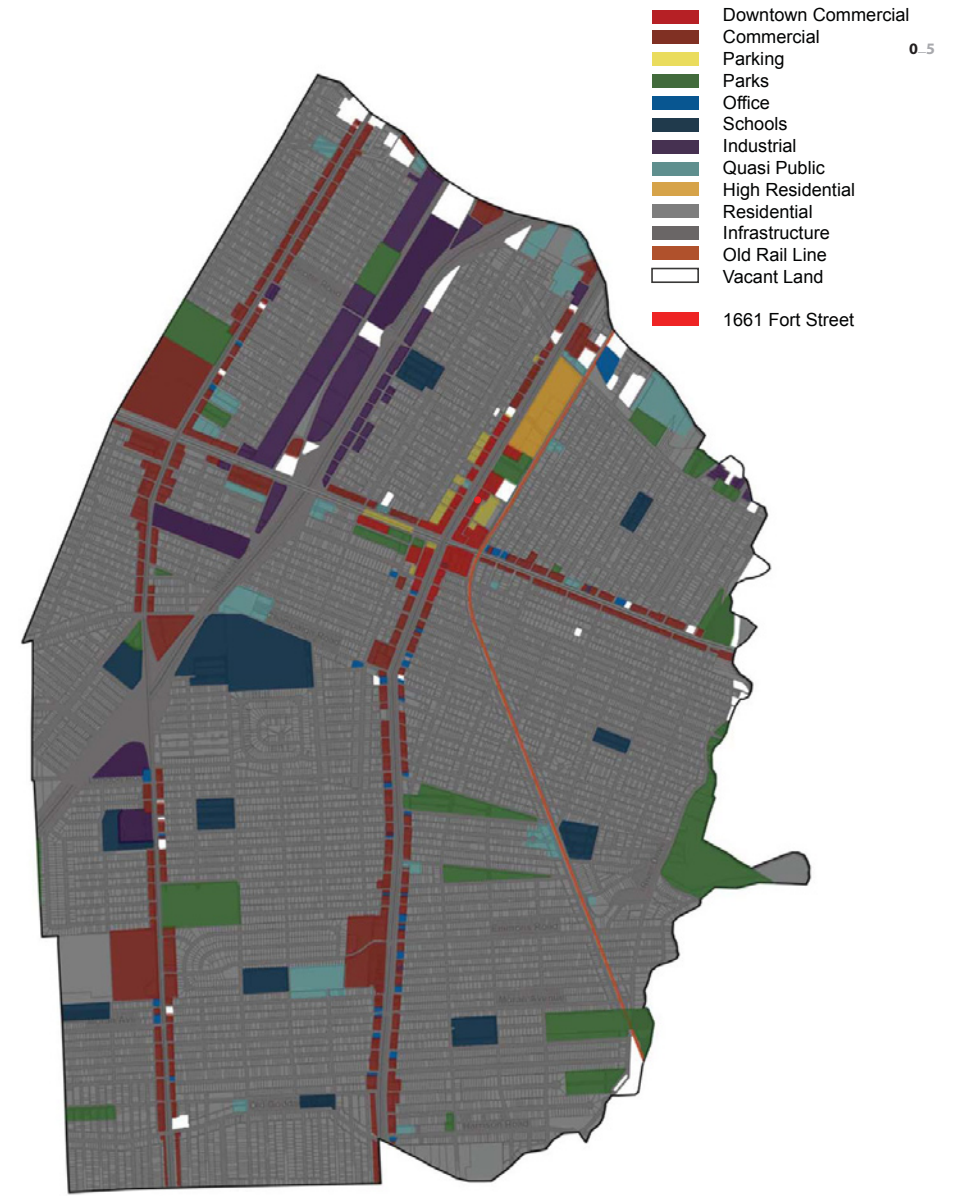 Downtown Commercial
Commercial
Parking
Parks
Office
Schools
Industrial
Quasi Public
High Residential
Residential
Infrastructure
Old Rail Line
Vacant Land
1661 Fort Street
0 .5